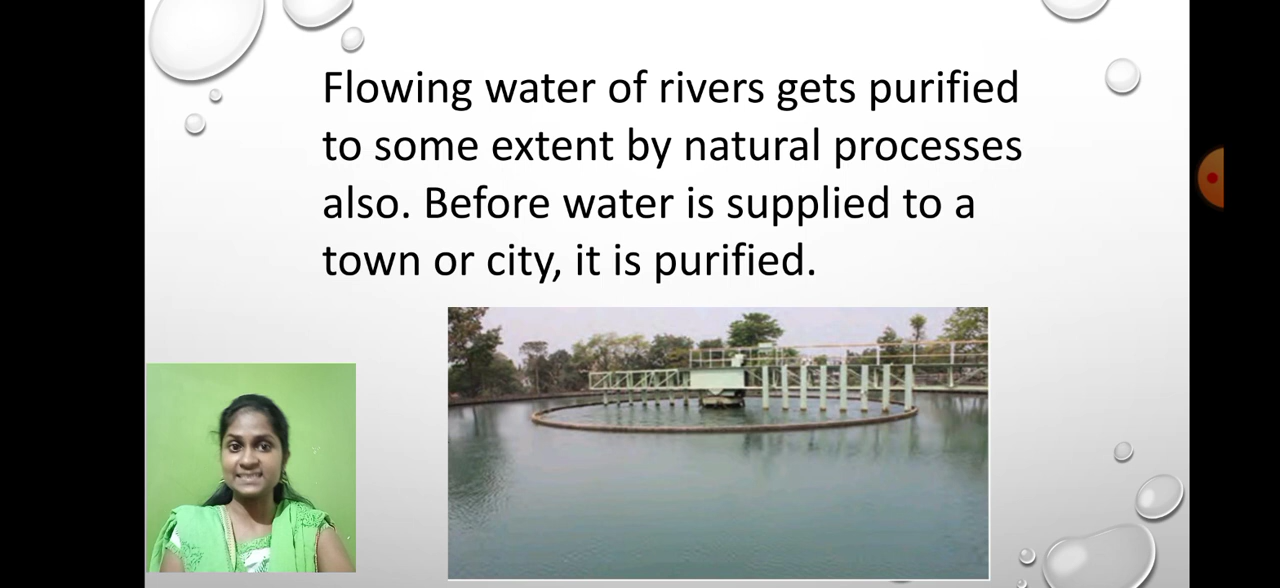 Flowing water of rivers gets purified
to some extent by natural processes
also. Before water is supplied to a
town or city, it is purified.